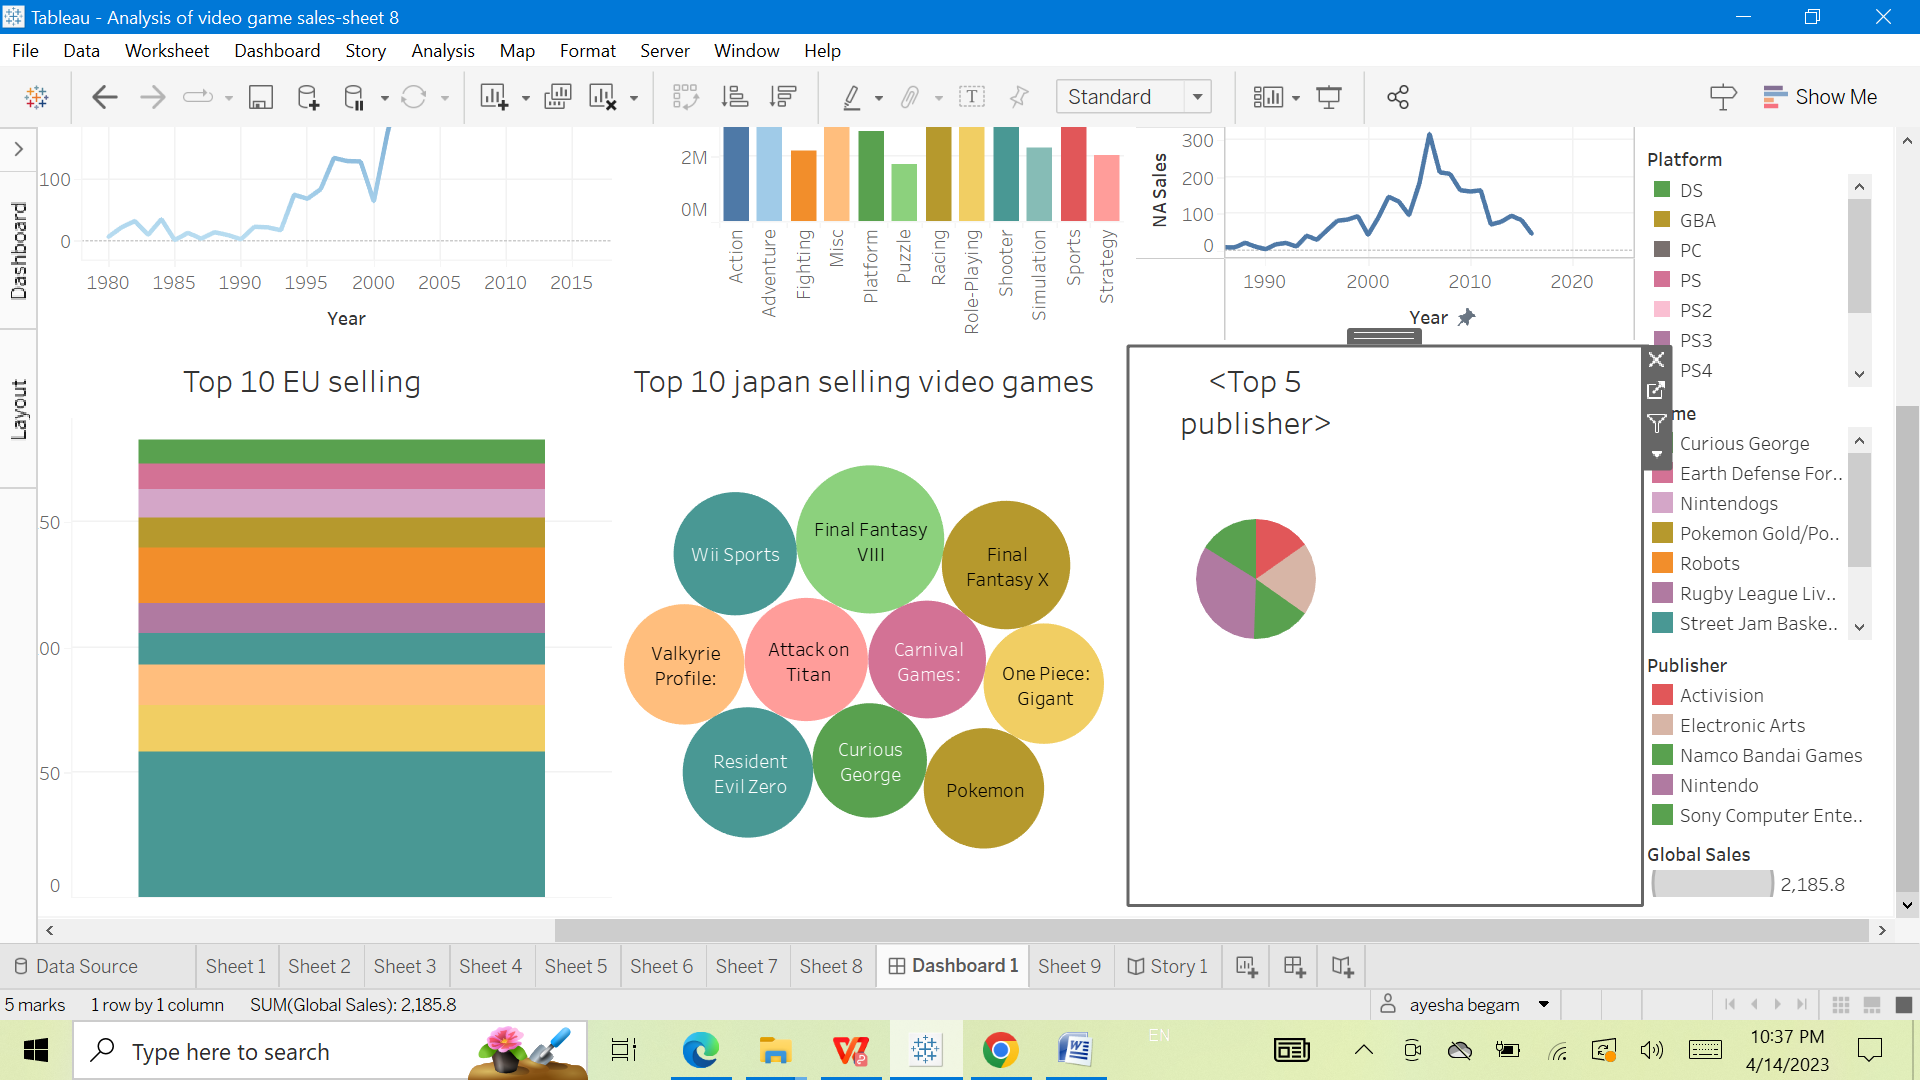 Tableau - Analysis of video game sales-sheet 8
File Data Worksheet Dashboard Story Analysis Map Format Server Window Help
Standard
Show Me
Dashboard
Layout
100
0
1980 1985 1990 1995 2000 2005 2010 2015
Year
2M
0M
Action
Adventure
Fighting
Misc
Platform
Puzzle
Racing
Role-Playing
Shooter
Simulation
Sports
Strategy
NA Sales
300
200
100
0
1990 2000 2010 2020
Year
Platform
DS
GBA
PC
PS
PS2
PS3
PS4
me
Curious George
Earth Defense For..
Nintendogs
Pokemon Gold/Po..
Robots
Rugby League Liv..
Street Jam Baske..
Publisher
Activision
Electronic Arts
Namco Bandai Games
Nintendo
Sony Computer Ente..
Global Sales
2,185.8
Top 10 EU selling
50
00
50
0
Top 10 japan selling video games
Wii Sports
Final Fantasy
VIII
Final
Fantasy X
Valkyrie
Profile:
Attack on
Titan
Carnival
Games:
One Piece:
Gigant
Resident
Evil Zero
Curious
George
Pokemon
<Top 5
publisher>
Data Source Sheet 1 Sheet 2 Sheet 3 Sheet 4 Sheet 5 Sheet 6 Sheet 7 Sheet 8 Dashboard 1 Sheet 9 Story 1
5 marks 1 row by 1 column SUM(Global Sales): 2,185.8
ayesha begam
Type here to search
EN
10:37 PM
4/14/2023